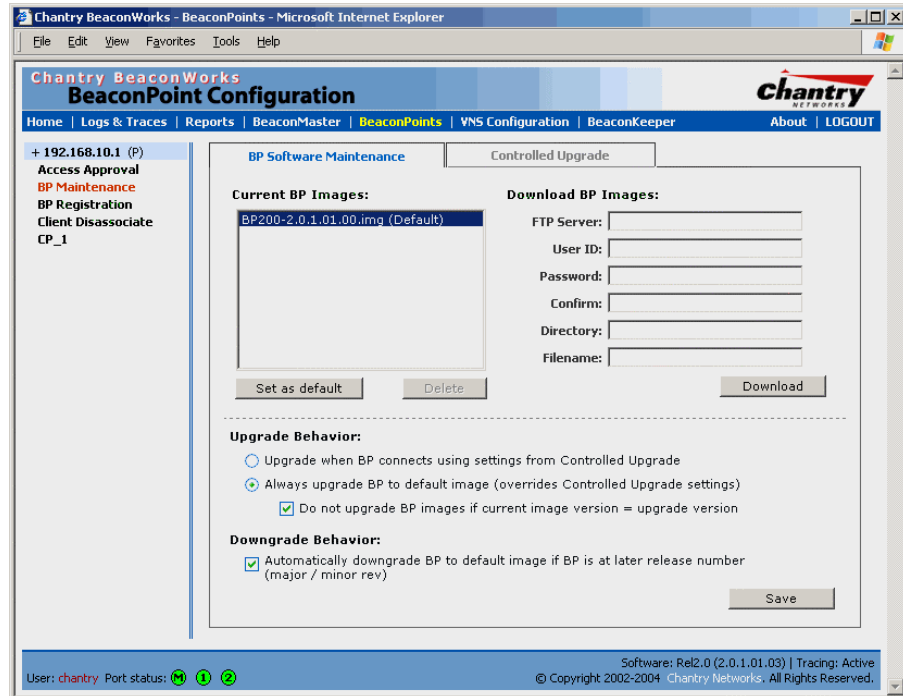 Chantry BeaconWorks - BeaconPoints - Microsoft Internet Explorer
File Edit View Favorites Tools Help
Chantry BeaconWorks
BeaconPoint Configuration
Chantry
NETWORKS
Home | Logs & Traces | Reports | BeaconMaster | BeaconPoints | VNS Configuration | BeaconKeeper About | LOGOUT
+ 192.168.10.1 (P)
Access Approval
BP Maintenance
BP Registration
Client Disassociate
CP_1
BP Software Maintenance
Controlled Upgrade
Current BP Images:
BP200-2.0.1.01.00.img (Default)
Set as default
Delete
Download BP Images:
FTP Server:
User ID:
Password:
Confirm:
Directory:
Filename:
Download
Upgrade Behavior:
Upgrade when BP connects using settings from Controlled Upgrade
Always upgrade BP to default image (overrides Controlled Upgrade settings)
Do not upgrade BP images if current image version = upgrade version
Downgrade Behavior:
Automatically downgrade BP to default image if BP is at later release number
(major / minor rev)
Save
User: chantry Port status: M 1 2
Software: Rel2.0 (2.0.1.01.03) | Tracing: Active
© Copyright 2002-2004 Chantry Networks. All Rights Reserved.